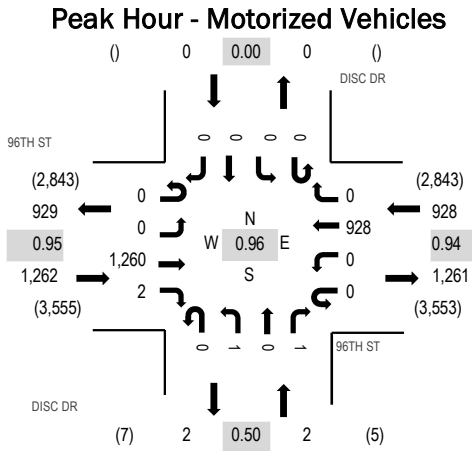 Peak Hour - Motorized Vehicles
() 0 0.00 0 ()
DISC DR
0 0 0 0
96TH ST
(2,843) (2,843)
929 0 0 928
0 N 928
0.95 W 0.96 E 0.94
1,260 S 0
1,262 2 0 1,261
(3,555) (3,553)
0 1 0 1
96TH ST
DISC DR
(7) 2 0.50 2 (5)